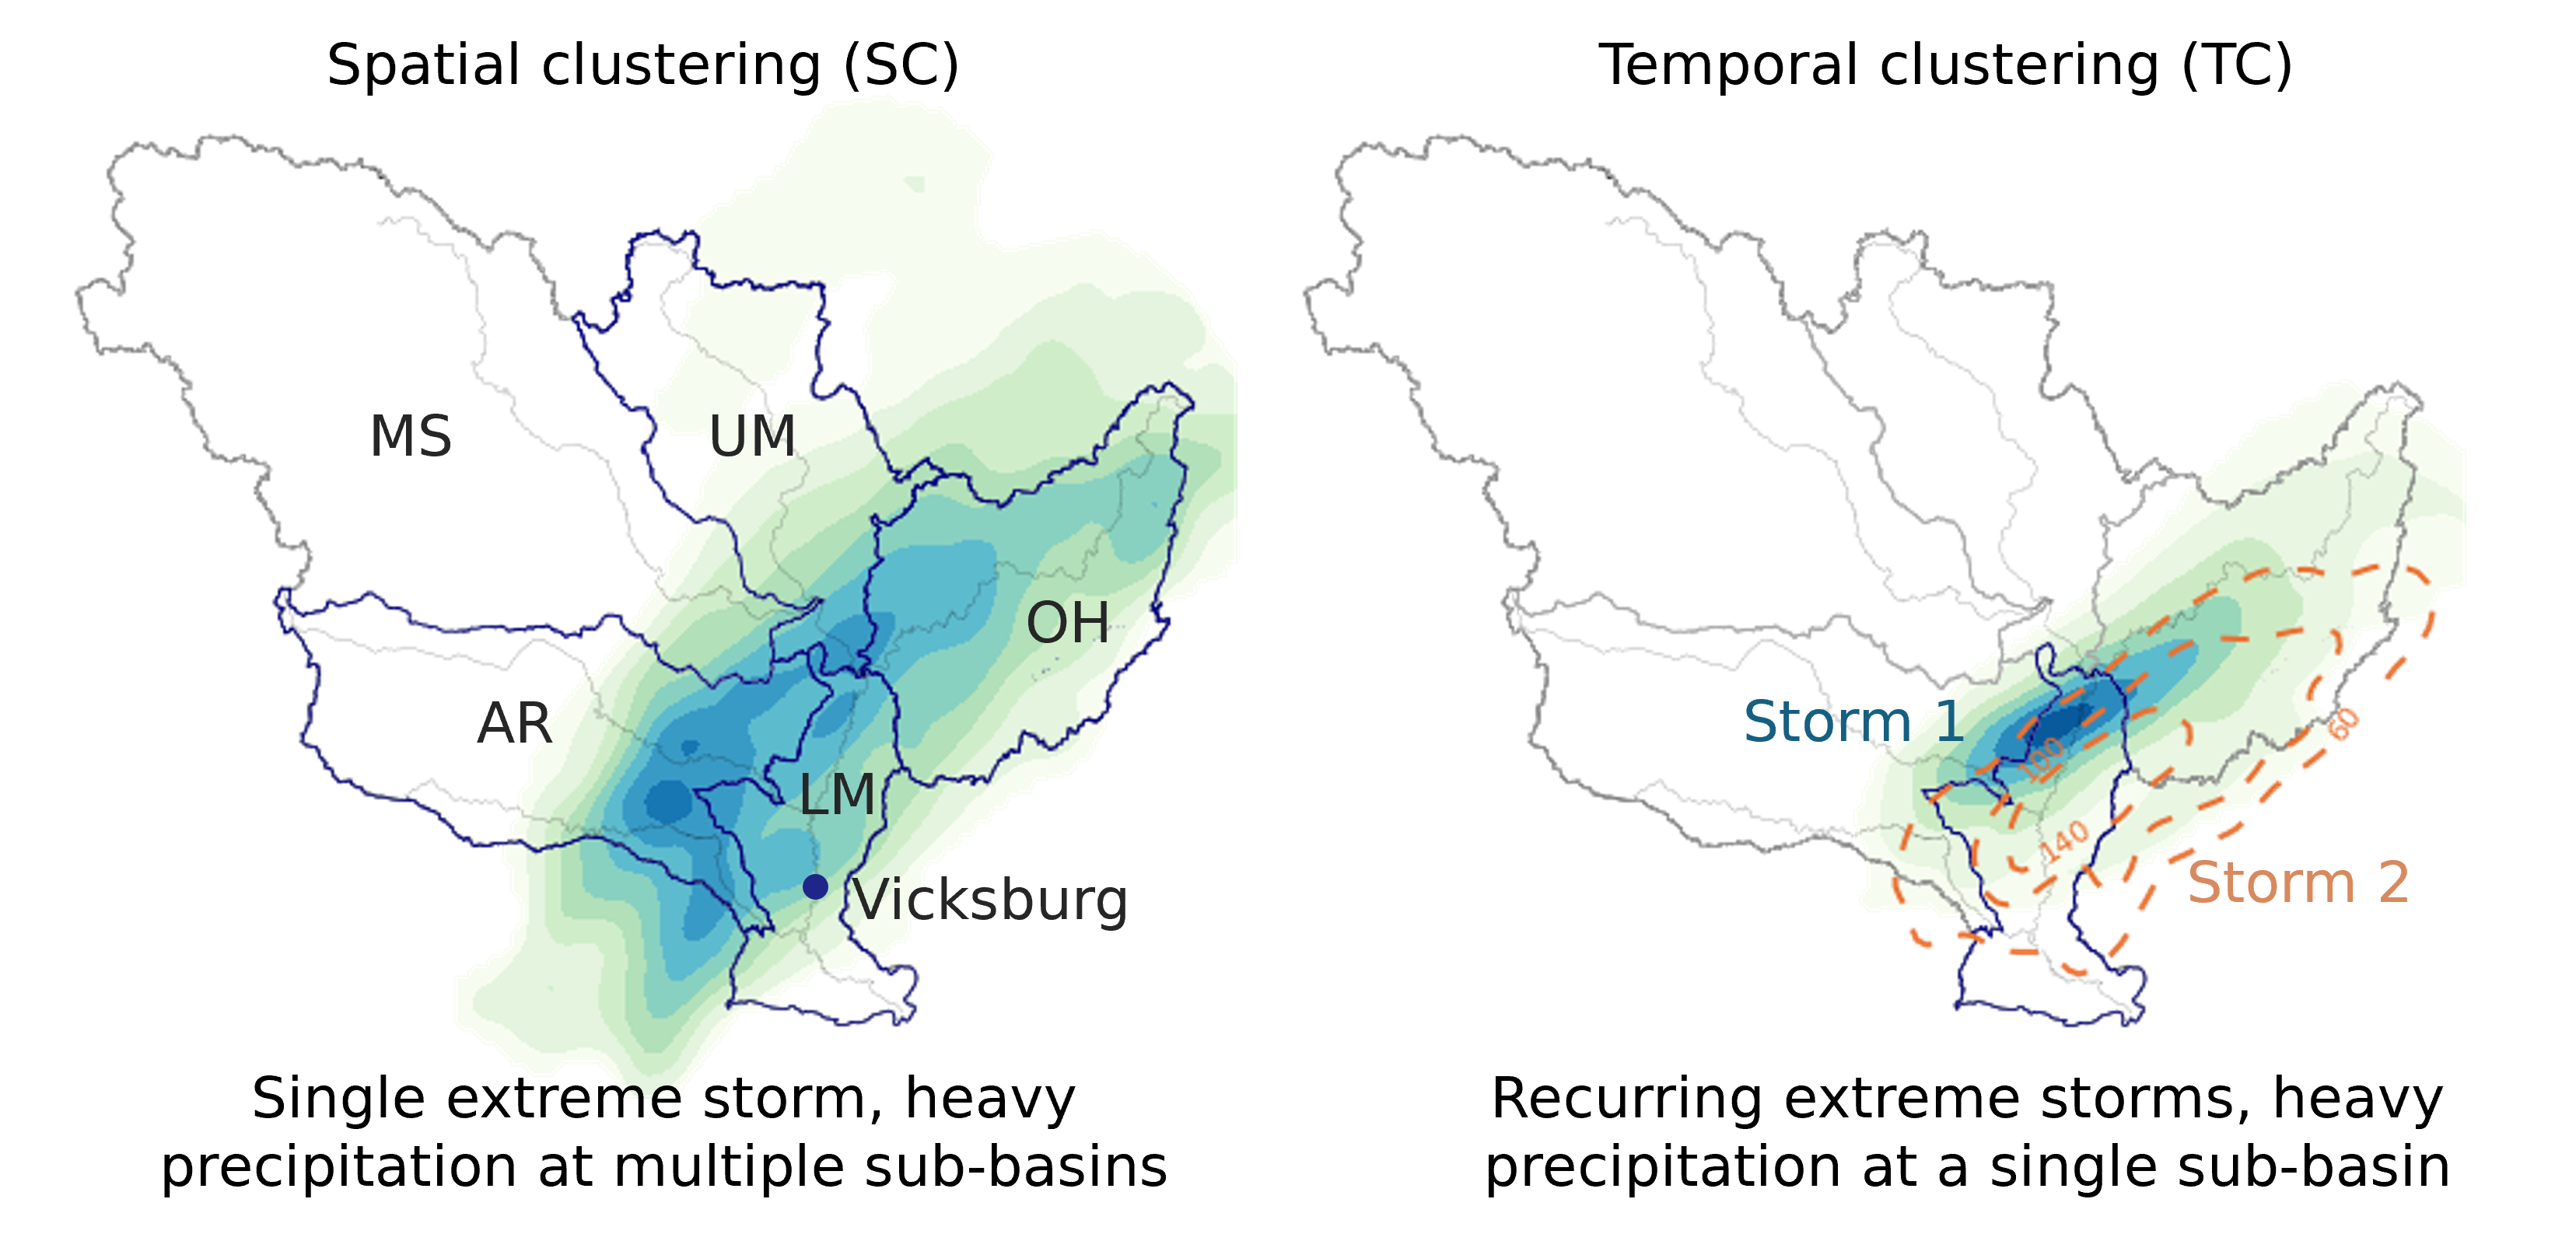 Spatial clustering (SC)
Temporal clustering (TC)
MS
UM
OH
AR
LM
Vicksburg
Storm 1
100
60
140
Storm 2
Single extreme storm, heavy
precipitation at multiple sub-basins
Recurring extreme storms, heavy
precipitation at a single sub-basin